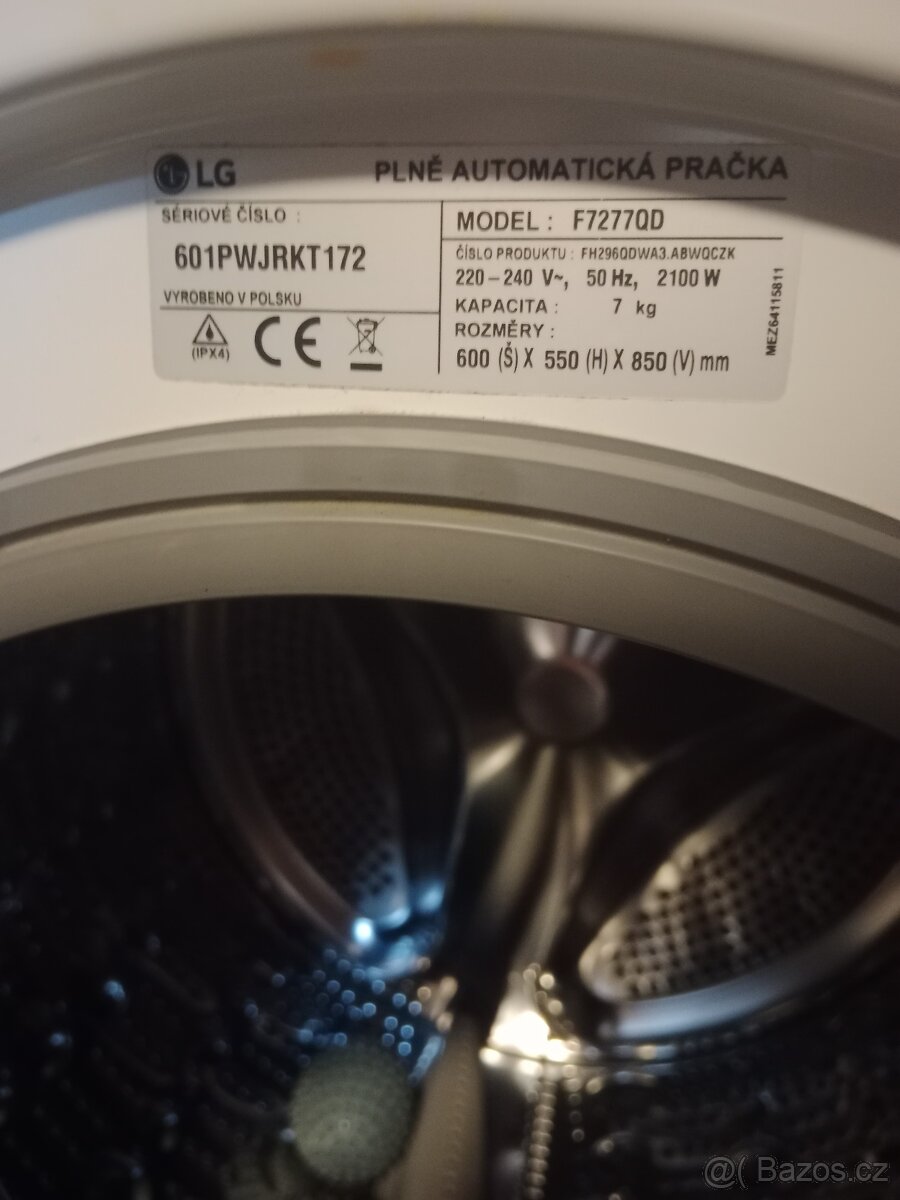 LG PLNĚ AUTOMATICKÁ PRAČKA
SÉRIOVÉ ČÍSLO :
601PWJRKT172
VYROBENO V POLSKU
(IPX4) CE
MODEL : F7277QD
ČÍSLO PRODUKTU : FH296QDWA3.ABWQCZK
220-240 V~, 50 Hz, 2100 W
KAPACITA : 7 kg
ROZMĚRY :
600 (Š) X 550 (H) X 850 (V) mm
MEZ64115811
@( Bazos.cz